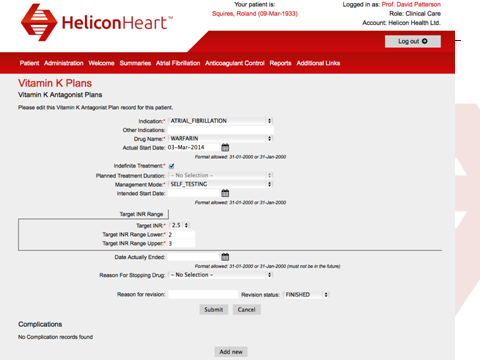 HeliconHeart™
Your patient is:
Squires, Roland (09-Mar-1933)
Logged in as: Prof. David Patterson
Role: Clinical Care
Account: Helicon Health Ltd.
Log out
Patient Administration Welcome Summaries Atrial Fibrillation Anticoagulant Control Reports Additional Links
Vitamin K Plans
Vitamin K Antagonist Plans
Please edit this Vitamin K Antagonist Plan record for this patient.
Indication:* ATRIAL_FIBRILLATION
Other Indications:
Drug Name:* WARFARIN
Actual Start Date: 03-Mar-2014
Format allowed: 31-01-2000 or 31-Jan-2000
Indefinite Treatment:*
Planned Treatment Duration: - No Selection -
Management Mode:* SELF_TESTING
Intended Start Date:
Format allowed: 31-01-2000 or 31-Jan-2000
Target INR Range
Target INR:* 2.5
Target INR Range Lower:* 2
Target INR Range Upper:* 3
Date Actually Ended:
Format allowed: 31-01-2000 or 31-Jan-2000 (must not be in the future)
Reason For Stopping Drug: - No Selection -
Reason for revision: Revision status: FINISHED
Submit Cancel
Complications
No Complication records found
Add new